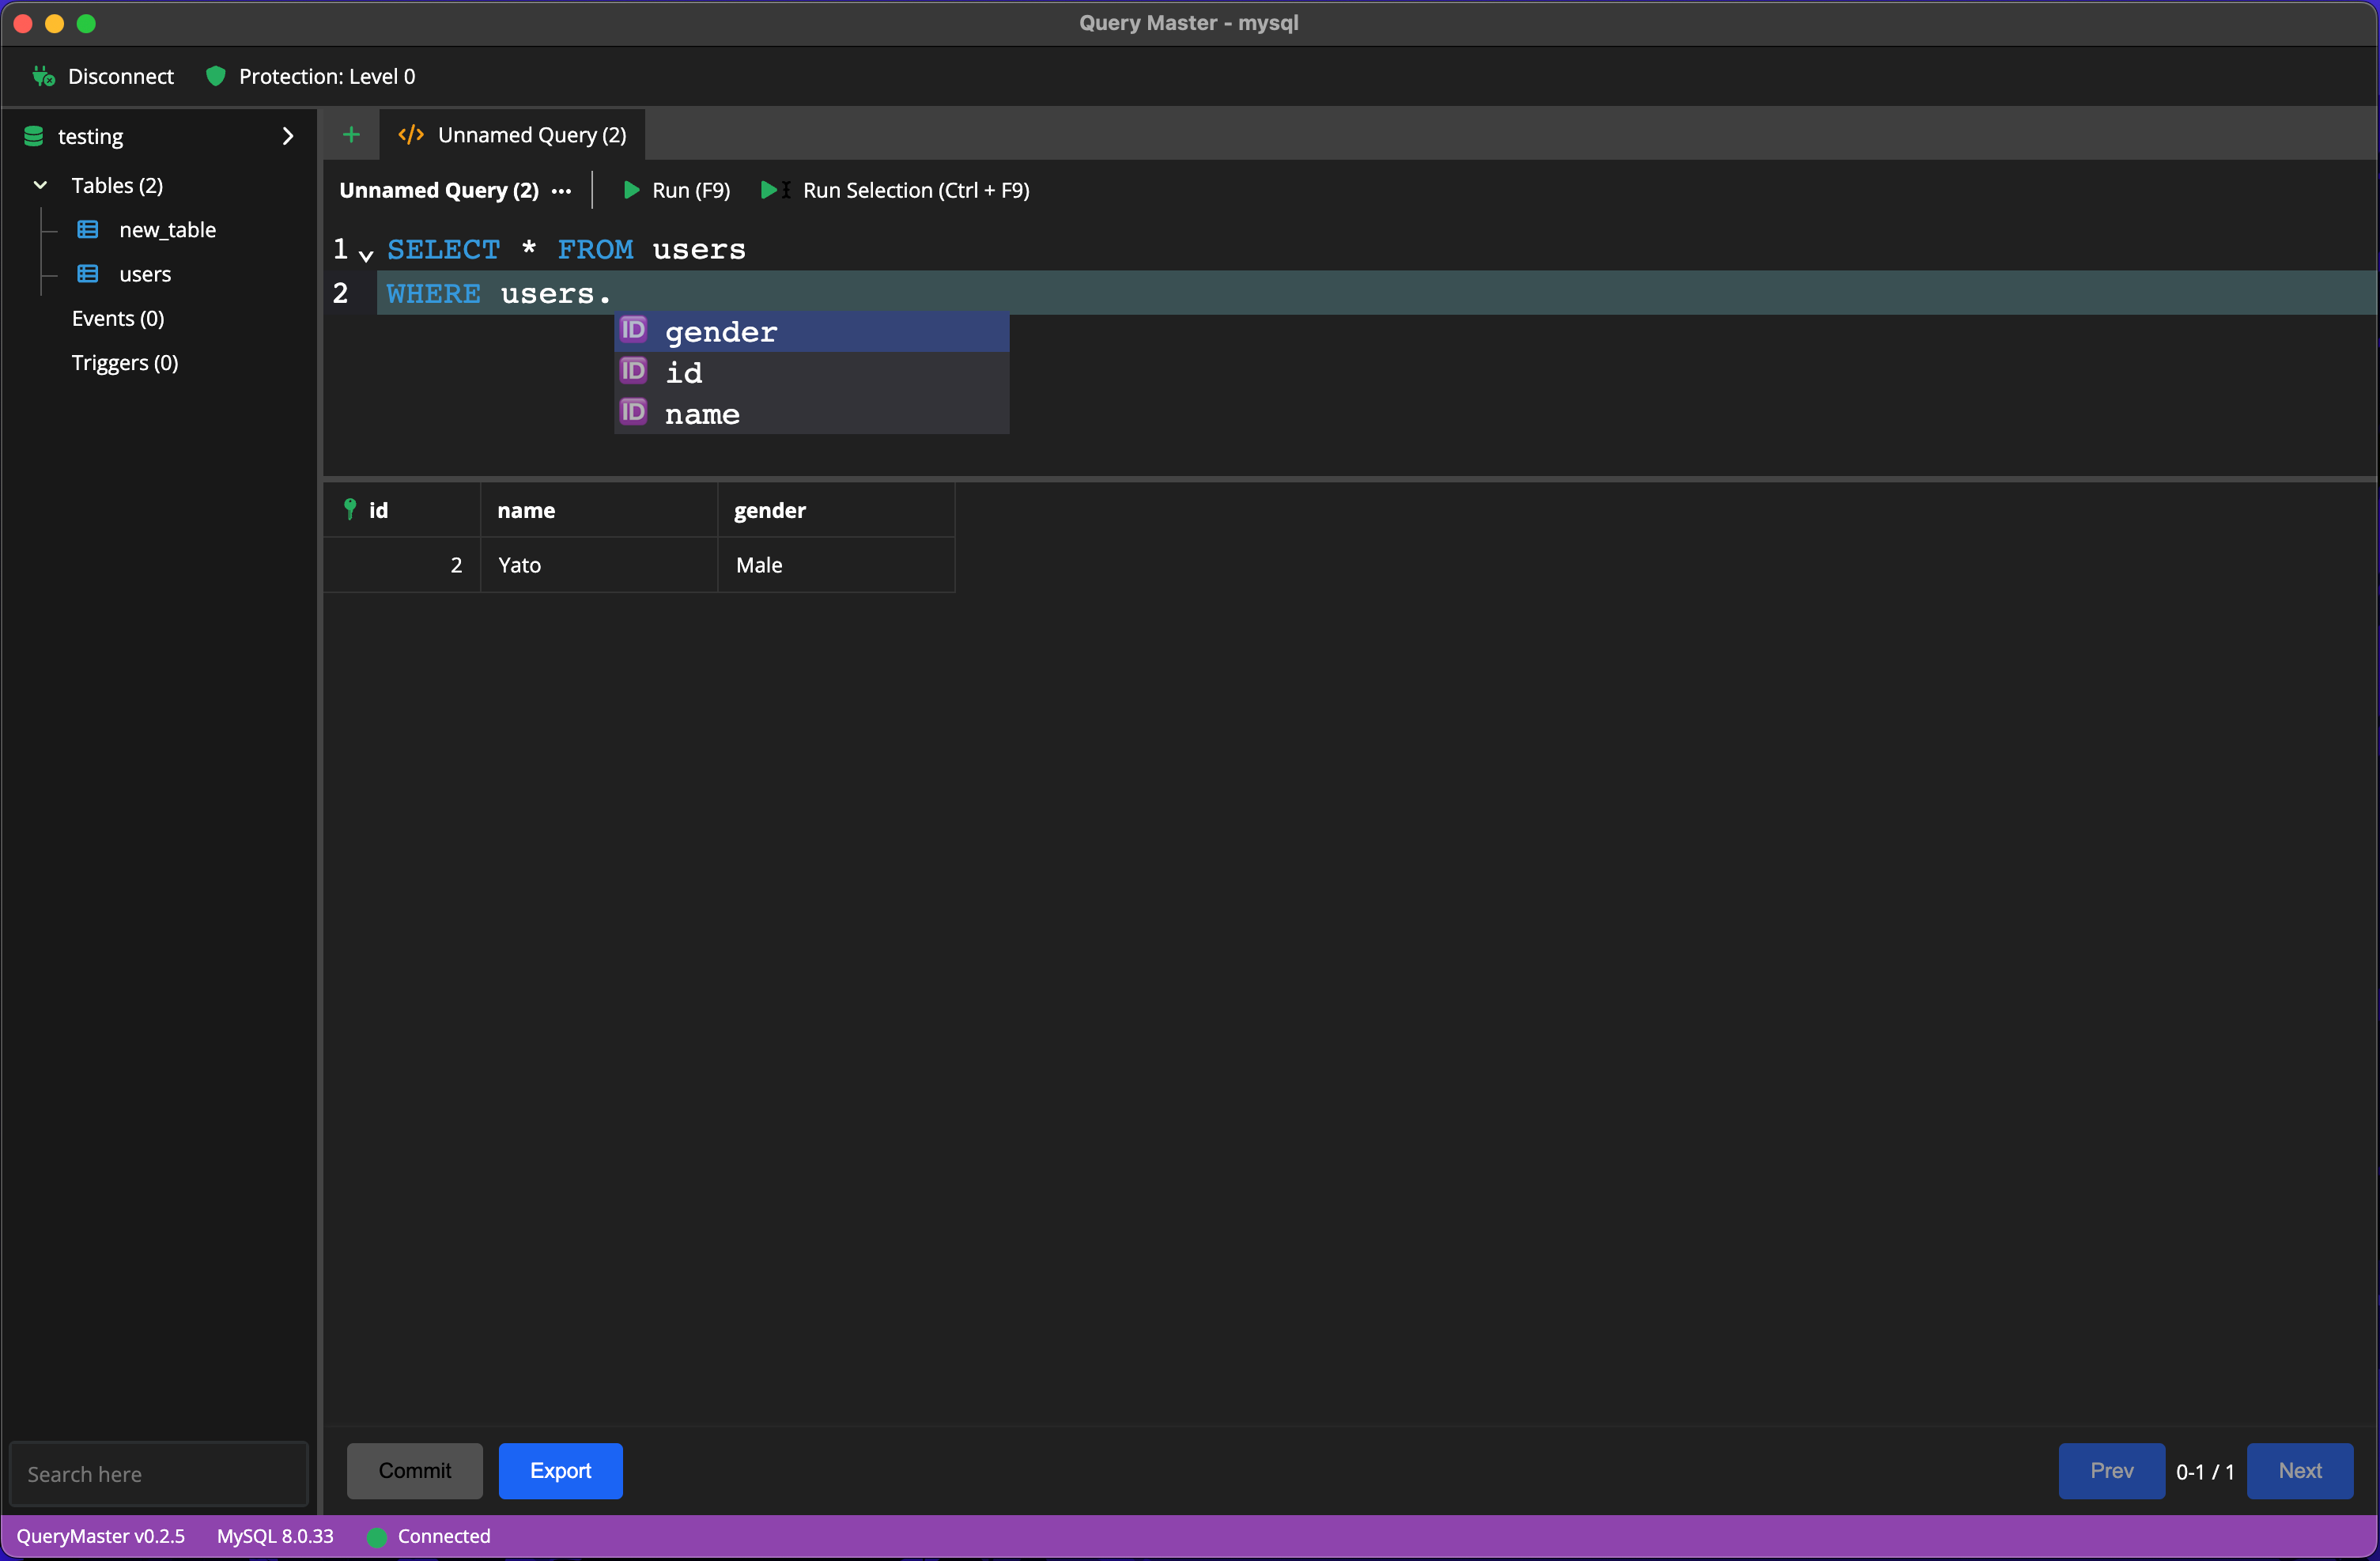 Query Master - mysql
Disconnect Protection: Level 0
testing
Tables (2)
new_table
users
Events (0)
Triggers (0)
+ </> Unnamed Query (2)
Unnamed Query (2) ... Run (F9) Run Selection (Ctrl + F9)
1 SELECT * FROM users
2 WHERE users.
ID gender
ID id
ID name
id name gender
2 Yato Male
Search here
Commit Export Prev 0-1 / 1 Next
QueryMaster v0.2.5 MySQL 8.0.33 Connected